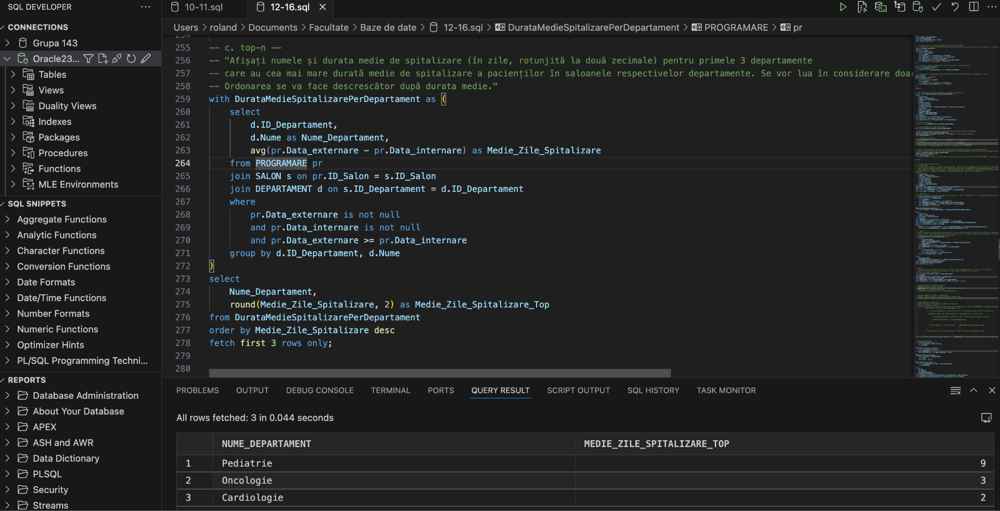 SQL DEVELOPER
10-11.sql
12-16.sql
CONNECTIONS
Grupa 143
Oracle23...
Tables
Views
Duality Views
Indexes
Packages
Procedures
Functions
MLE Environments
SQL SNIPPETS
Aggregate Functions
Analytic Functions
Character Functions
Conversion Functions
Date Formats
Date/Time Functions
Number Formats
Numeric Functions
Optimizer Hints
PL/SQL Programming Techni...
REPORTS
Database Administration
About Your Database
APEX
ASH and AWR
Data Dictionary
PLSQL
Security
Streams
Users > roland > Documents > Facultate > Baze de date > 12-16.sql > DurataMedieSpitalizarePerDepartament > PROGRAMARE > pr
254
255 -- c. top-n --
256 -- "Afișați numele și durata medie de spitalizare (în zile, rotunjită la două zecimale) pentru primele 3 departamente
257 -- care au cea mai mare durată medie de spitalizare a pacienților în saloanele respectivelor departamente. Se vor lua în considerare doar
258 -- Ordonarea se va face descrescător după durata medie."
259 with DurataMedieSpitalizarePerDepartament as (
260 select
261 d.ID_Departament,
262 d.Nume as Nume_Departament,
263 avg(pr.Data_externare - pr.Data_internare) as Medie_Zile_Spitalizare
264 from PROGRAMARE pr
265 join SALON s on pr.ID_Salon = s.ID_Salon
266 join DEPARTAMENT d on s.ID_Departament = d.ID_Departament
267 where
268 pr.Data_externare is not null
269 and pr.Data_internare is not null
270 and pr.Data_externare >= pr.Data_internare
271 group by d.ID_Departament, d.Nume
272 )
273 select
274 Nume_Departament,
275 round(Medie_Zile_Spitalizare, 2) as Medie_Zile_Spitalizare_Top
276 from DurataMedieSpitalizarePerDepartament
277 order by Medie_Zile_Spitalizare desc
278 fetch first 3 rows only;
279
280
PROBLEMS OUTPUT DEBUG CONSOLE TERMINAL PORTS QUERY RESULT SCRIPT OUTPUT SQL HISTORY TASK MONITOR
All rows fetched: 3 in 0.044 seconds
NUME_DEPARTAMENT MEDIE_ZILE_SPITALIZARE_TOP
1 Pediatrie 9
2 Oncologie 3
3 Cardiologie 2